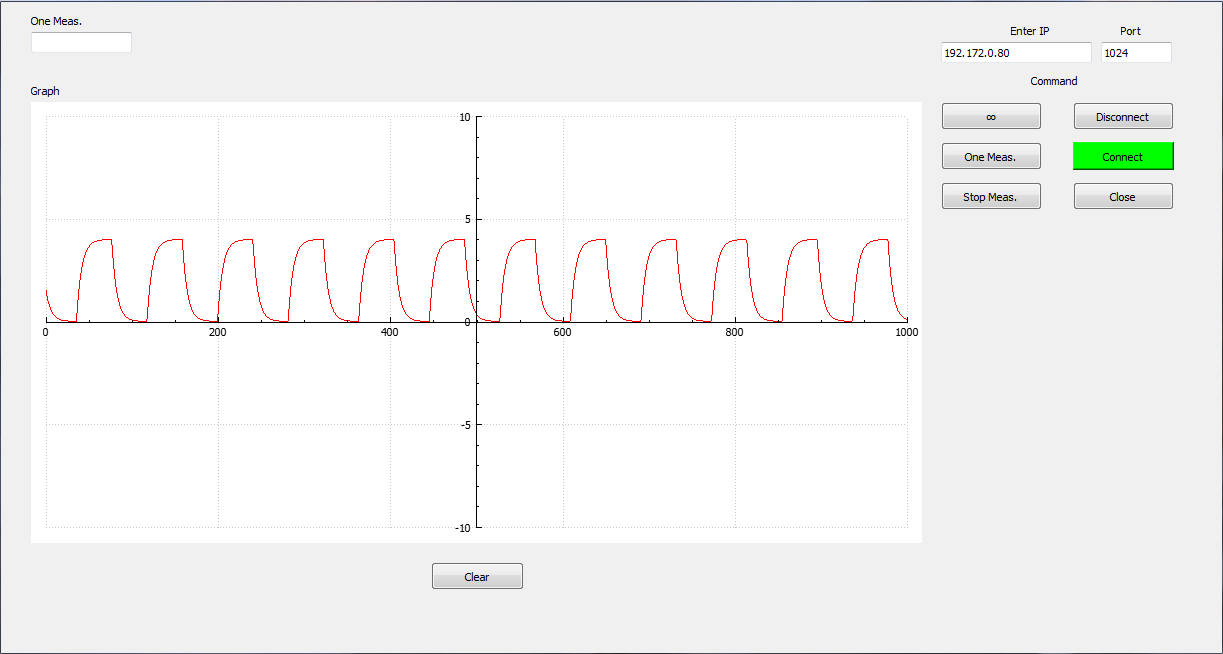 One Meas.
Enter IP
Port
192.172.0.80
1024
Command
Graph
∞
Disconnect
One Meas.
Connect
Stop Meas.
Close
10
5
0
-5
-10
0
200
400
600
800
1000
Clear